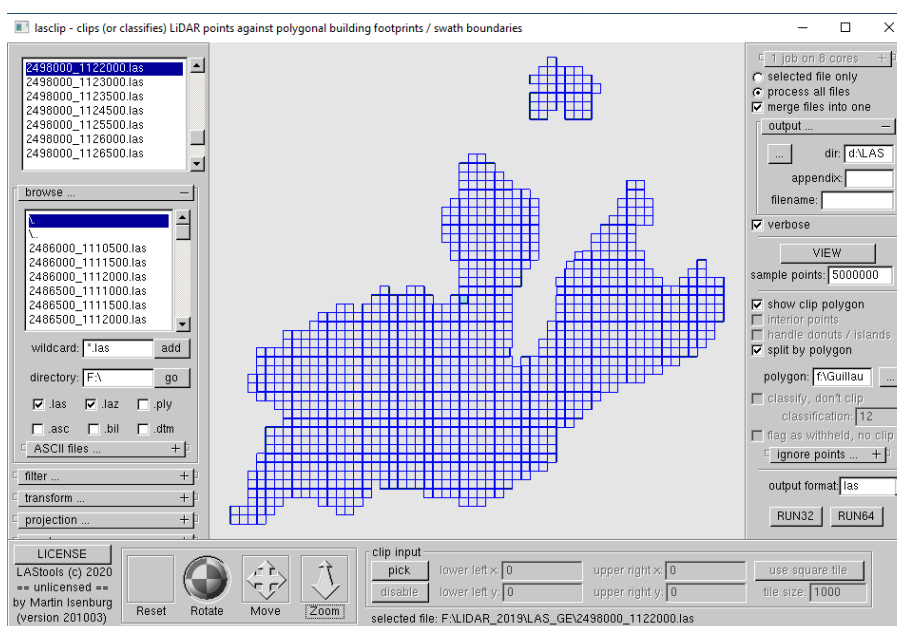 lasclip - clips (or classifies) LiDAR points against polygonal building footprints / swath boundaries
2498000_1122000.las
2498000_1123000.las
2498000_1123500.las
2498000_1124500.las
2498000_1125500.las
2498000_1126000.las
2498000_1126500.las
browse ...
\.
\..
2486000_1110500.las
2486000_1111500.las
2486000_1112000.las
2486500_1111000.las
2486500_1111500.las
2486500_1112000.las
wildcard: *.las add
directory: F:\ go
.las .laz .ply
.asc .bil .dtm
ASCII files ...
filter ...
transform ...
projection ...
1 job on 6 cores
selected file only
process all files
merge files into one
output ...
... dir: d:\LAS
appendix:
filename:
verbose
VIEW
sample points: 5000000
show clip polygon
interior points
handle donuts / islands
split by polygon
polygon: f:\Guillau ...
classify, don't clip
classification: 12
flag as withheld, no clip
ignore points ...
output format: las
RUN32 RUN64
LICENSE
LAStools (c) 2020
== unlicensed ==
by Martin Isenburg
(version 201003)
Reset Rotate Move Zoom
clip input
pick lower left x: 0 upper right x: 0 use square tile
disable lower left y: 0 upper right y: 0 tile size: 1000
selected file: F:\LIDAR_2019\LAS_GE\2498000_1122000.las